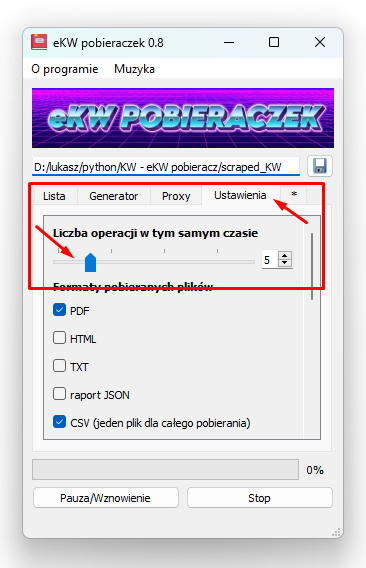 eKW pobieraczek 0.8
O programie Muzyka
eKW POBIERACZEK
D:/lukasz/python/KW - eKW pobieracz/scraped_KW
Lista Generator Proxy Ustawienia *
Liczba operacji w tym samym czasie
5
Formaty pobieranych plików
PDF
HTML
TXT
raport JSON
CSV (jeden plik dla całego pobierania)
0%
Pauza/Wznowienie Stop